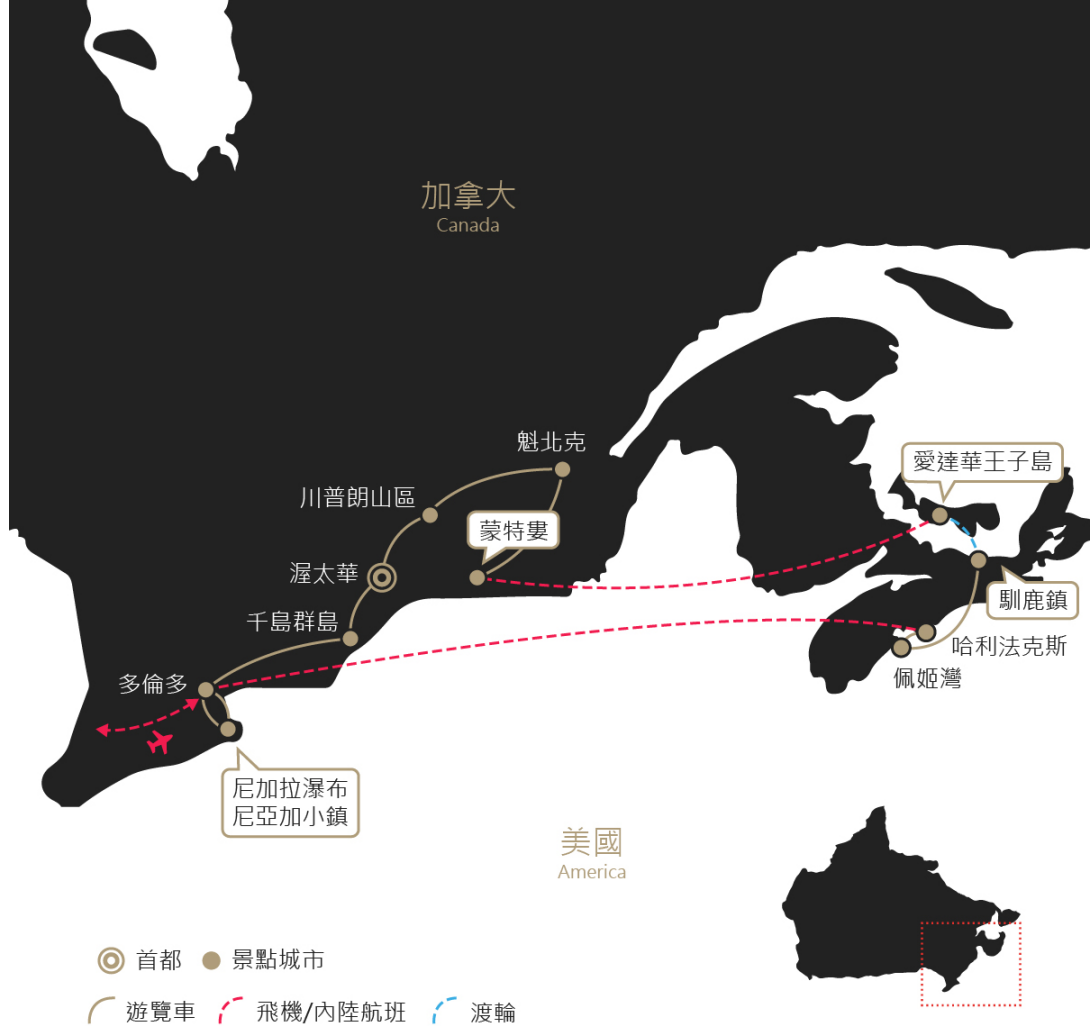 加拿大
Canada
魁北克
愛達華王子島
川普朗山區
蒙特婁
渥太華
馴鹿鎮
千島群島
哈利法克斯
佩姬灣
多倫多
尼加拉瀑布
尼亞加小鎮
美國
America
首都
景點城市
遊覽車
飛機/內陸航班
渡輪